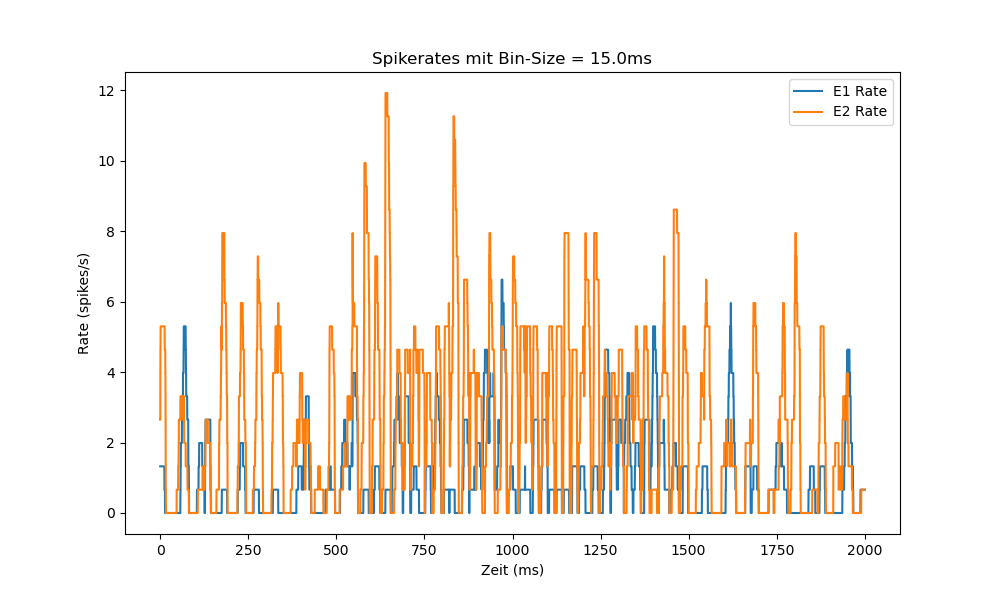 Spikerates mit Bin-Size = 15.0ms
E1 Rate
E2 Rate
12
10
8
6
4
2
0
Rate (spikes/s)
0 250 500 750 1000 1250 1500 1750 2000
Zeit (ms)